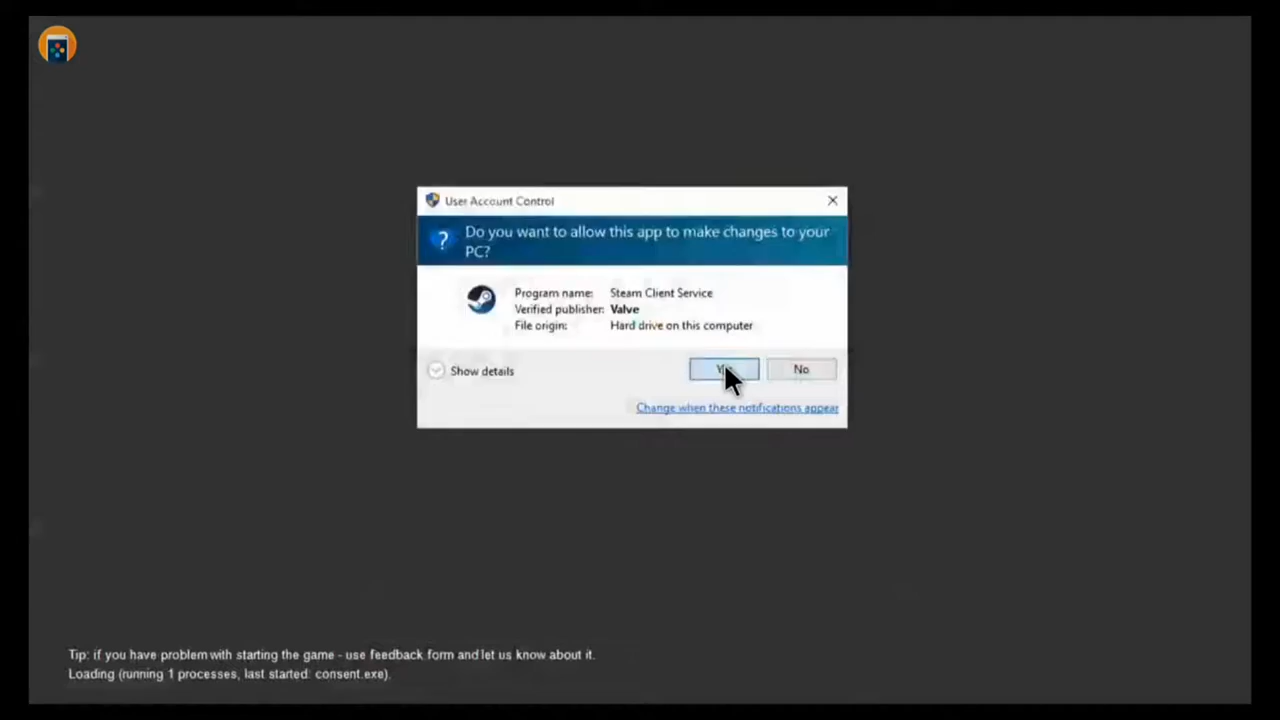 User Account Control
Do you want to allow this app to make changes to your
PC?
Program name: Steam Client Service
Verified publisher: Valve
File origin: Hard drive on this computer
Show details
No
Change when these notifications appear
Tip: if you have problem with starting the game - use feedback form and let us know about it.
Loading (running 1 processes, last started: consent.exe).